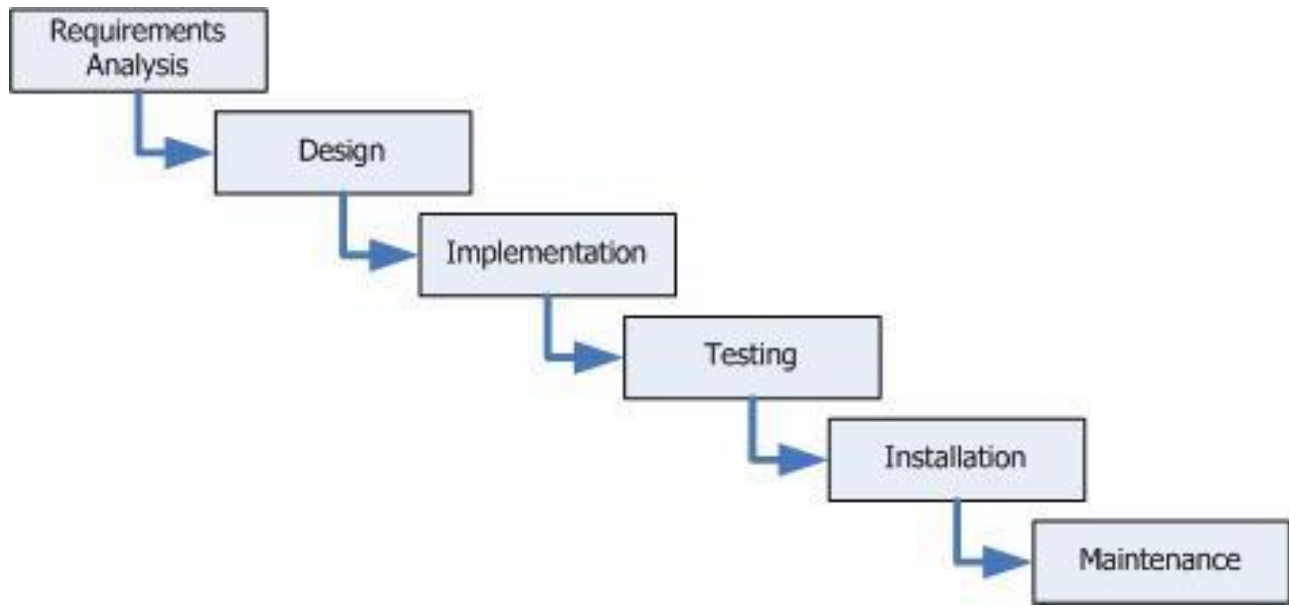 Requirements
Analysis
Design
Implementation
Testing
Installation
Maintenance